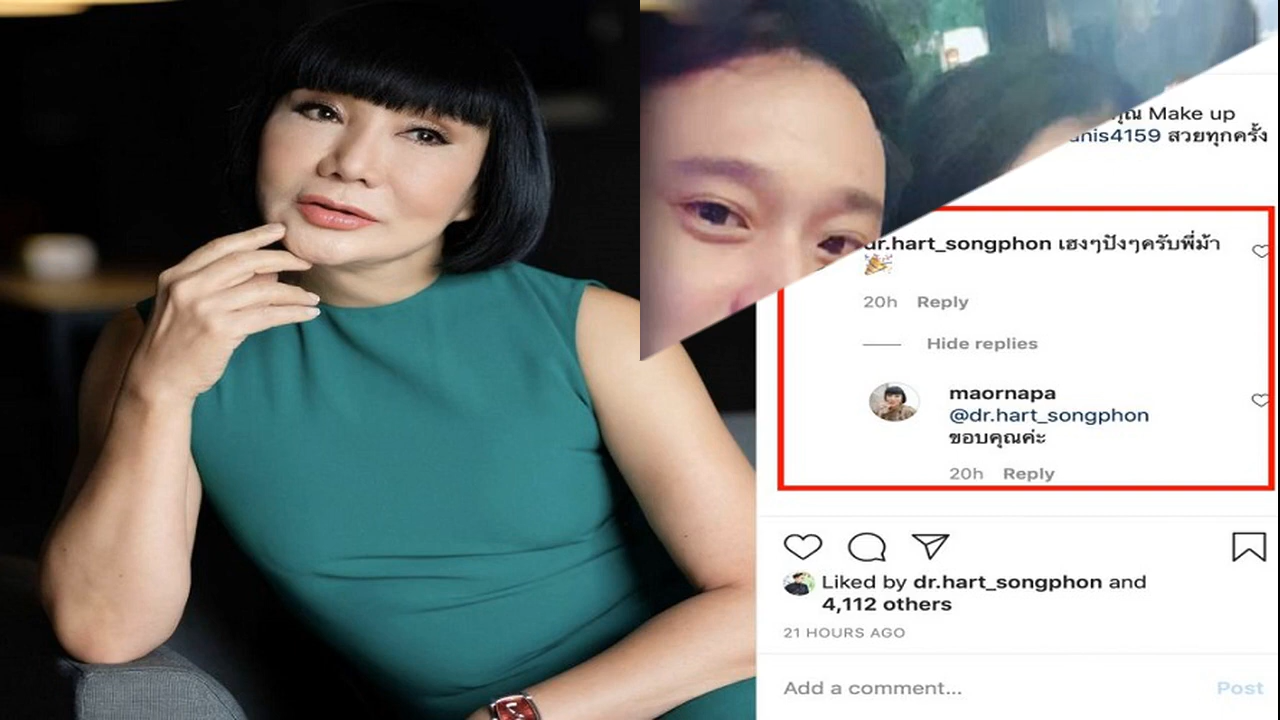 Make up
สวยทุกครั้ง
dr.hart_songphon เฮงๆปังๆครับพี่ม้า
20h Reply
Hide replies
maornapa
@dr.hart_songphon
ขอบคุณค่ะ
20h Reply
Liked by dr.hart_songphon and
4,112 others
21 HOURS AGO
Add a comment... Post